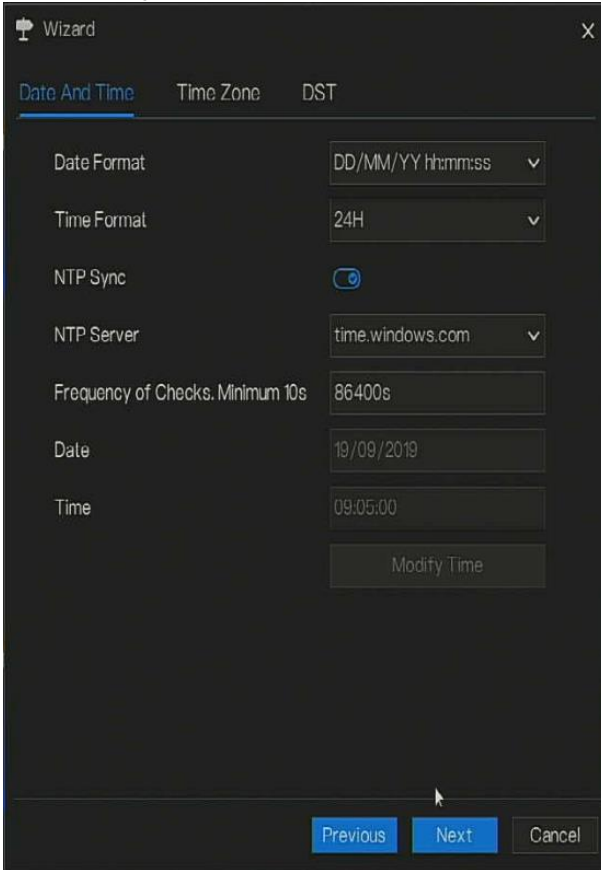 Wizard
X
Date And Time Time Zone DST
Date Format DD/MM/YY hh:mm:ss
Time Format 24H
NTP Sync
NTP Server time.windows.com
Frequency of Checks. Minimum 10s 86400s
Date 19/09/2019
Time 09:05:00
Modify Time
Previous Next Cancel